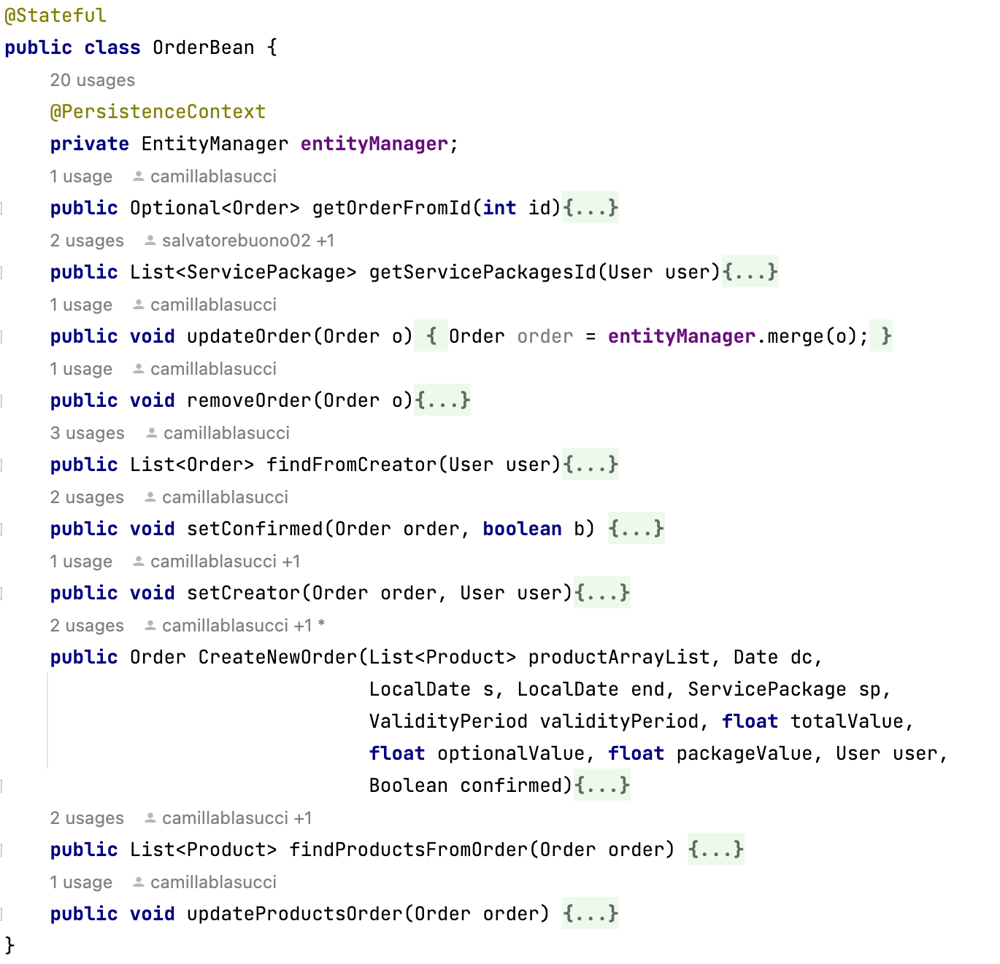 @Stateful
public class OrderBean {
20 usages
@PersistenceContext
private EntityManager entityManager;
1 usage camillablasucci
public Optional<Order> getOrderFromId(int id){...}
2 usages salvatorebuono02 +1
public List<ServicePackage> getServicePackagesId(User user){...}
1 usage camillablasucci
public void updateOrder(Order o) { Order order = entityManager.merge(o); }
1 usage camillablasucci
public void removeOrder(Order o){...}
3 usages camillablasucci
public List<Order> findFromCreator(User user){...}
2 usages camillablasucci
public void setConfirmed(Order order, boolean b) {...}
1 usage camillablasucci +1
public void setCreator(Order order, User user){...}
2 usages camillablasucci +1 *
public Order CreateNewOrder(List<Product> productArrayList, Date dc,
LocalDate s, LocalDate end, ServicePackage sp,
ValidityPeriod validityPeriod, float totalValue,
float optionalValue, float packageValue, User user,
Boolean confirmed){...}
2 usages camillablasucci +1
public List<Product> findProductsFromOrder(Order order) {...}
1 usage camillablasucci
public void updateProductsOrder(Order order) {...}
}